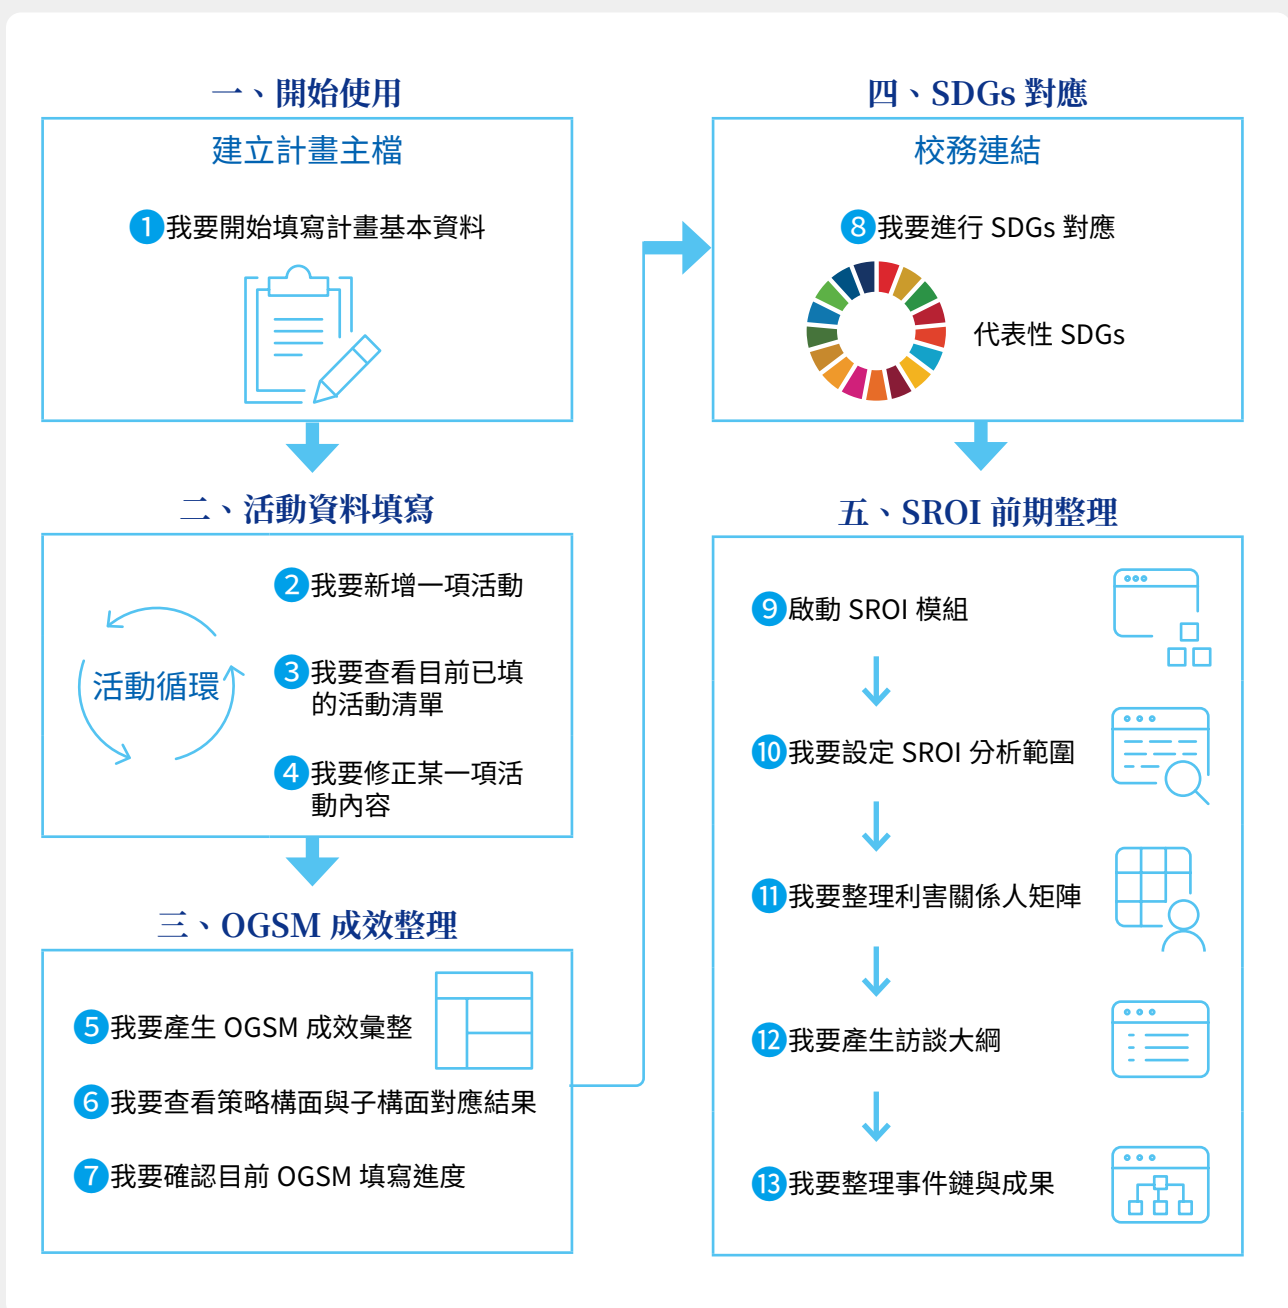 一、開始使用
建立計畫主檔
1 我要開始填寫計畫基本資料
二、活動資料填寫
活動循環
2 我要新增一項活動
3 我要查看目前已填
的活動清單
4 我要修正某一項活
動內容
三、OGSM 成效整理
5 我要產生 OGSM 成效彙整
6 我要查看策略構面與子構面對應結果
7 我要確認目前 OGSM 填寫進度
四、SDGs 對應
校務連結
8 我要進行 SDGs 對應
代表性 SDGs
五、SROI 前期整理
9 啟動 SROI 模組
10 我要設定 SROI 分析範圍
11 我要整理利害關係人矩陣
12 我要產生訪談大綱
13 我要整理事件鏈與成果